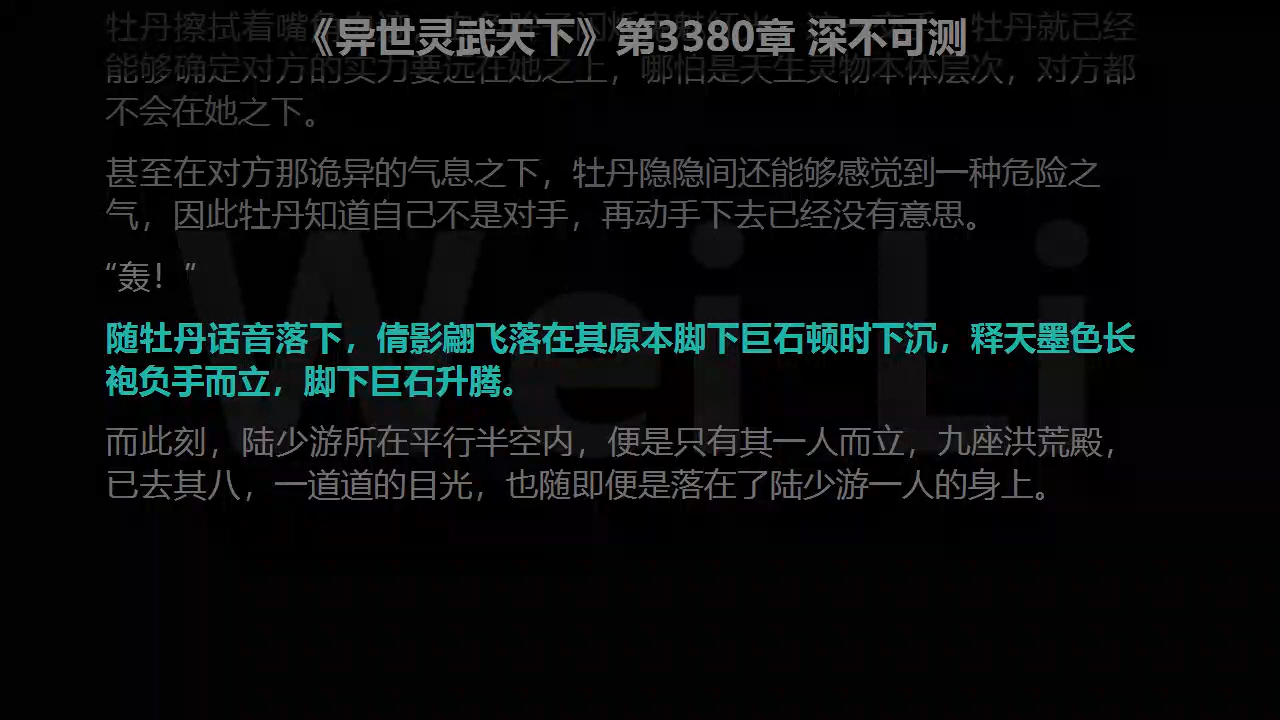 《异世灵武天下》第3380章 深不可测
牡丹就已经
能够确定对方的实力要远在她之上，哪怕是天生灵物本体层次，对方都
不会在她之下。
甚至在对方那诡异的气息之下，牡丹隐隐间还能够感觉到一种危险之
气，因此牡丹知道自己不是对手，再动手下去已经没有意思。
“轰！”
随牡丹话音落下，倩影翩飞落在其原本脚下巨石顿时下沉，释天墨色长
袍负手而立，脚下巨石升腾。
而此刻，陆少游所在平行半空内，便是只有其一人而立，九座洪荒殿，
已去其八，一道道的目光，也随即便是落在了陆少游一人的身上。
Wei Li